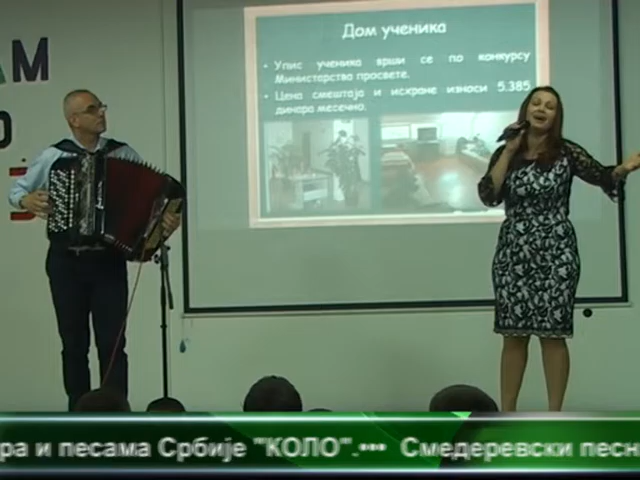 АМ
Дом ученика
• Упис ученика врши се по конкурсу
Министарства просвете.
• Цена смештаја и исхране износи 5.385
динара месечно.
ра и песама Србије "КОЛО".••• Смедеревски песн